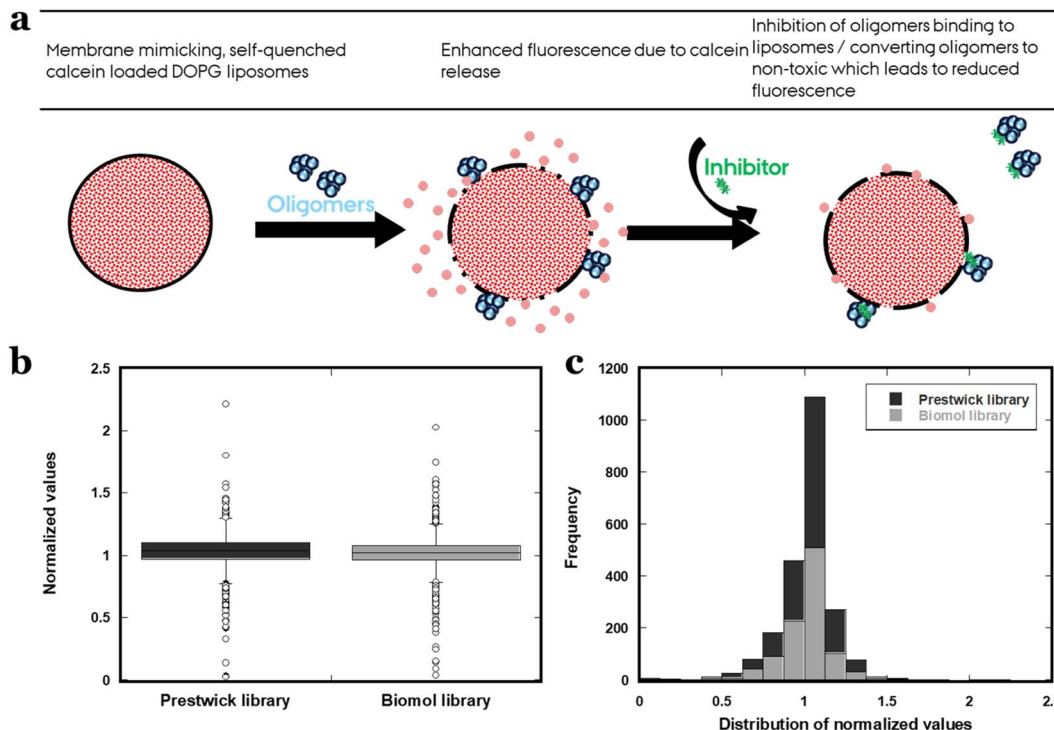 a
Membrane mimicking, self-quenched
calcein loaded DOPG liposomes
Enhanced fluorescence due to calcein
release
Inhibition of oligomers binding to
liposomes / converting oligomers to
non-toxic which leads to reduced
fluorescence
Oligomers
Inhibitor
b
2.5
2
1.5
1
0.5
0
Normalized values
Prestwick library
Biomol library
c
1200
1000
800
600
400
200
0
Frequency
Prestwick library
Biomol library
0
0.5
1
1.5
2
2.
Distribution of normalized values